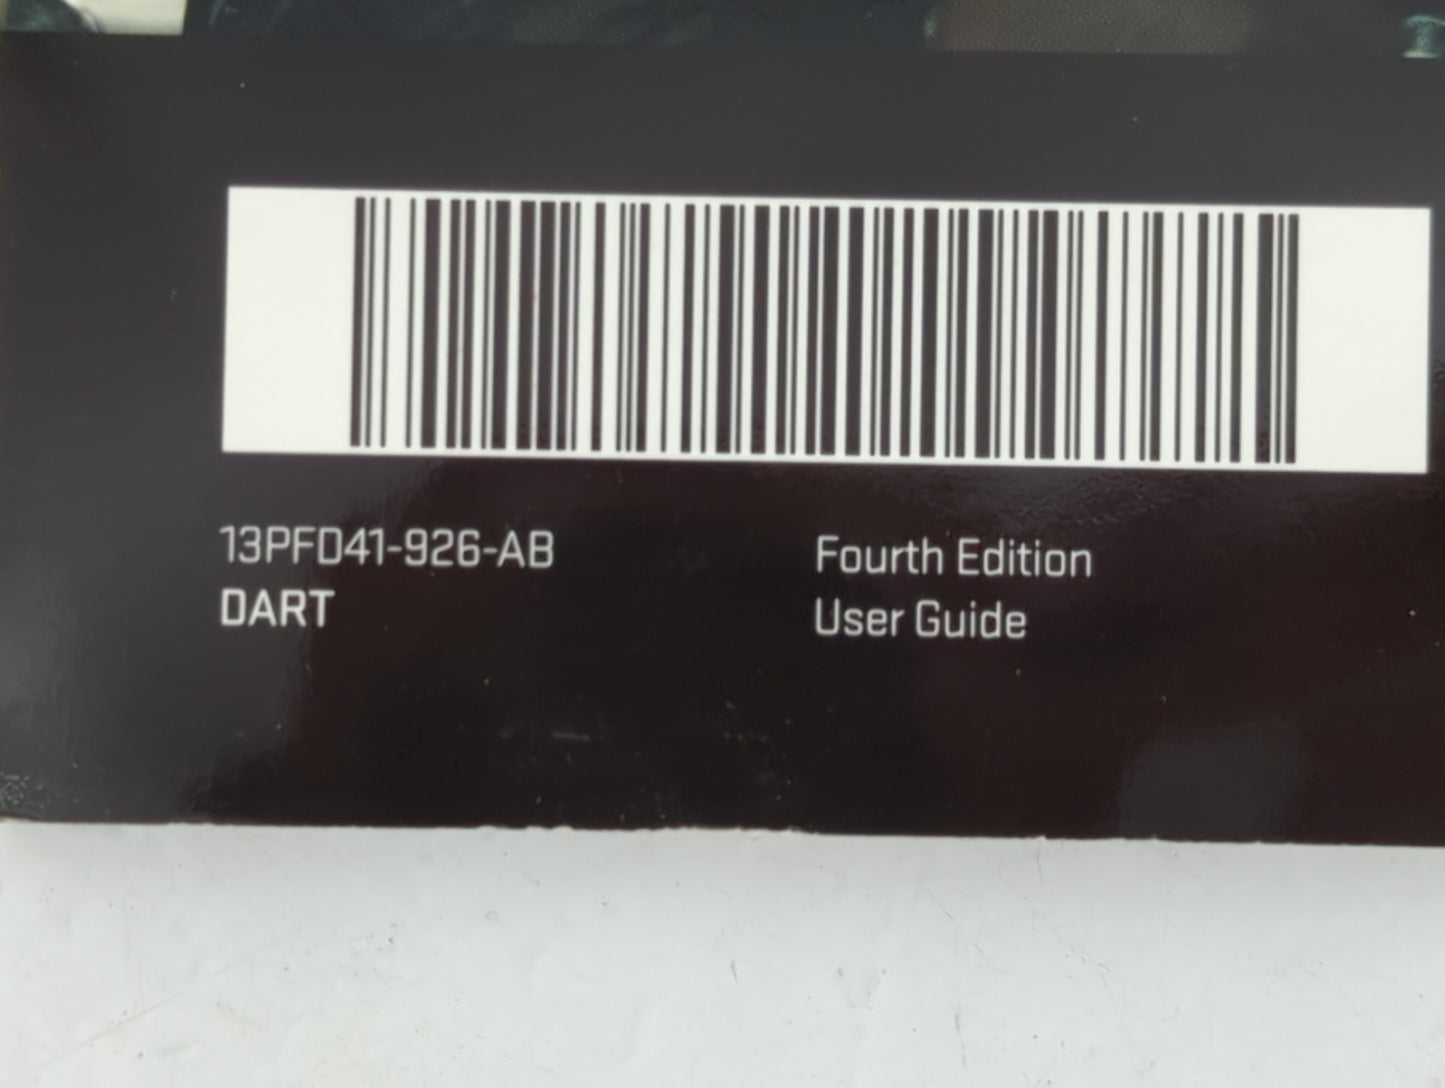 13PFD41-926-AB
DART
Fourth Edition
User Guide